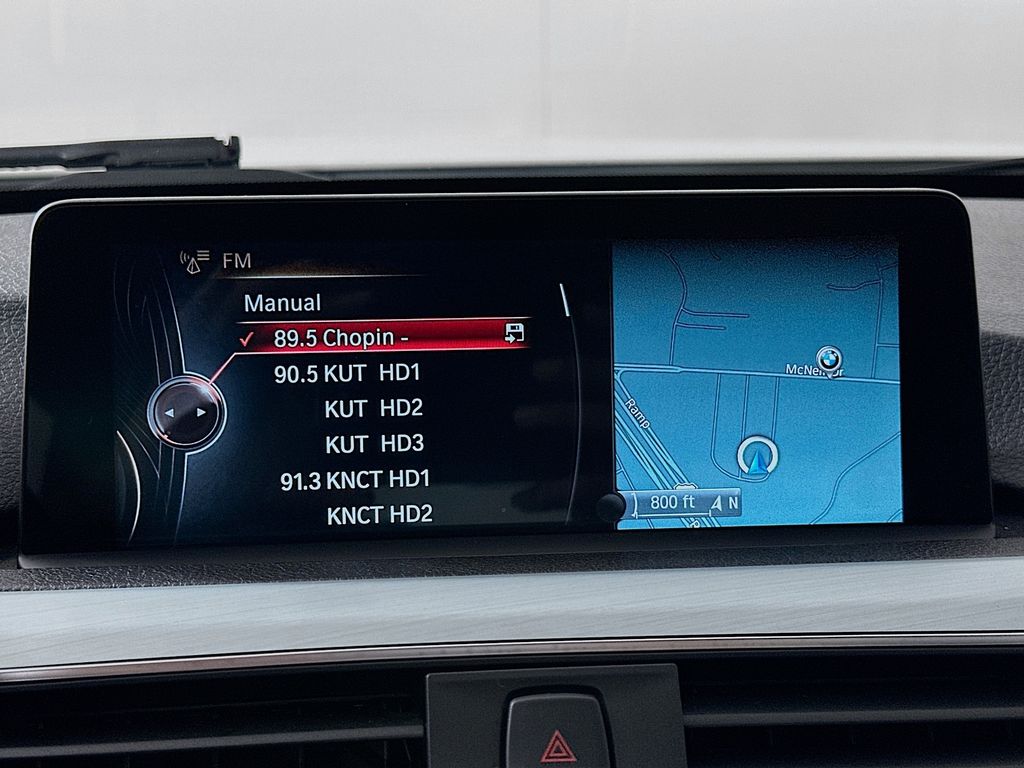 FM
Manual
89.5 Chopin -
90.5 KUT HD1
KUT HD2
KUT HD3
91.3 KNCT HD1
KNCT HD2
McNeil Dr
Ramp
800 ft
N